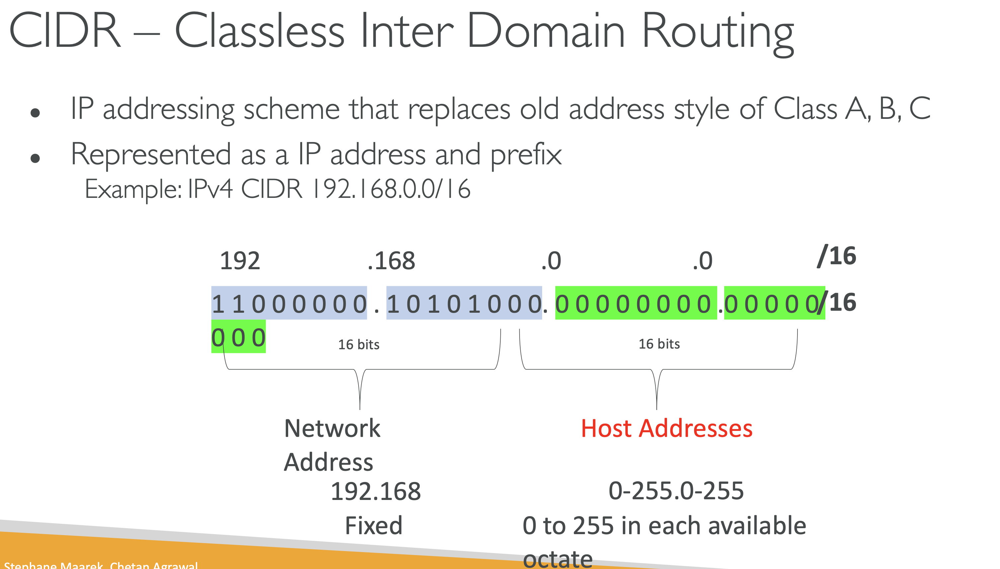 CIDR – Classless Inter Domain Routing
• IP addressing scheme that replaces old address style of Class A, B, C
• Represented as a IP address and prefix
Example: IPv4 CIDR 192.168.0.0/16
192 .168 .0 .0 /16
1 1 0 0 0 0 0 0 . 1 0 1 0 1 0 0 0. 0 0 0 0 0 0 0 0 .0 0 0 0 0 /16
0 0 0
16 bits 16 bits
Network
Address
Host Addresses
192.168
Fixed
0-255.0-255
0 to 255 in each available
octate
Stephane Maarek, Chetan Agrawal